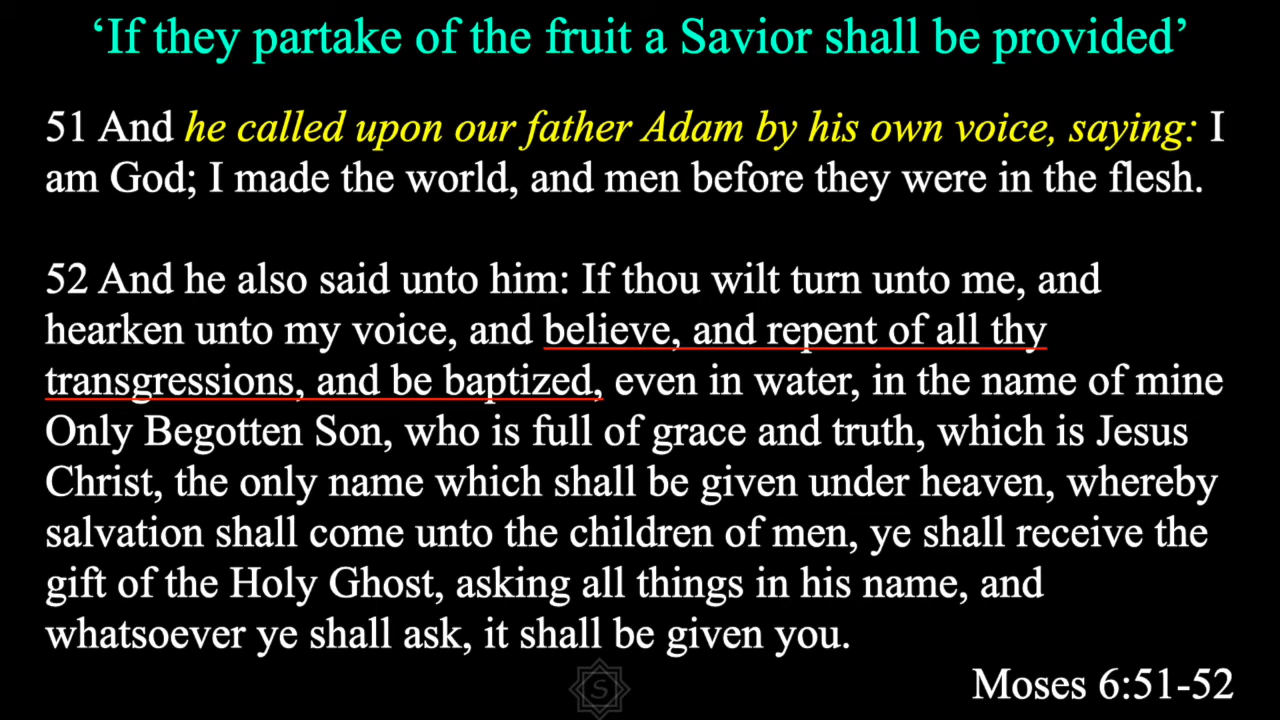 ‘If they partake of the fruit a Savior shall be provided’
51 And he called upon our father Adam by his own voice, saying: I
am God; I made the world, and men before they were in the flesh.
52 And he also said unto him: If thou wilt turn unto me, and
hearken unto my voice, and believe, and repent of all thy
transgressions, and be baptized, even in water, in the name of mine
Only Begotten Son, who is full of grace and truth, which is Jesus
Christ, the only name which shall be given under heaven, whereby
salvation shall come unto the children of men, ye shall receive the
gift of the Holy Ghost, asking all things in his name, and
whatsoever ye shall ask, it shall be given you.
S
Moses 6:51-52